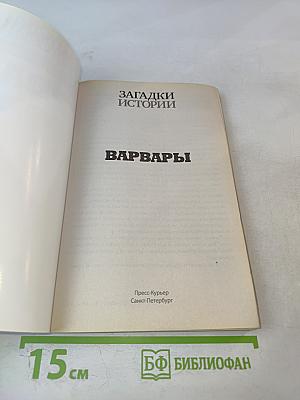 ЗАГАДКИ
ИСТОРИИ
ВАРВАРЫ
Пресс-Курьер
Санкт-Петербург
15 см
БФ БИБЛИОФАН